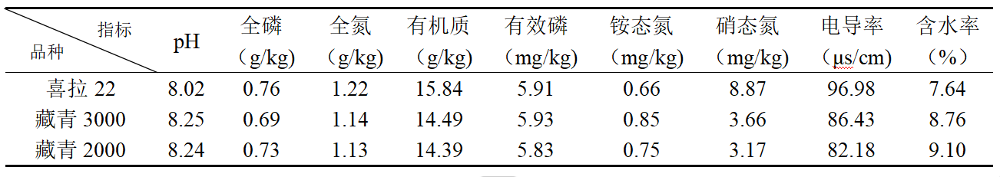 指标
品种
pH 全磷 全氮 有机质 有效磷 铵态氮 硝态氮 电导率 含水率
（g/kg） （g/kg） （g/kg） （mg/kg） （mg/kg） （mg/kg） （μs/cm） （%）
喜拉 22 8.02 0.76 1.22 15.84 5.91 0.66 8.87 96.98 7.64
藏青 3000 8.25 0.69 1.14 14.49 5.93 0.85 3.66 86.43 8.76
藏青 2000 8.24 0.73 1.13 14.39 5.83 0.75 3.17 82.18 9.10